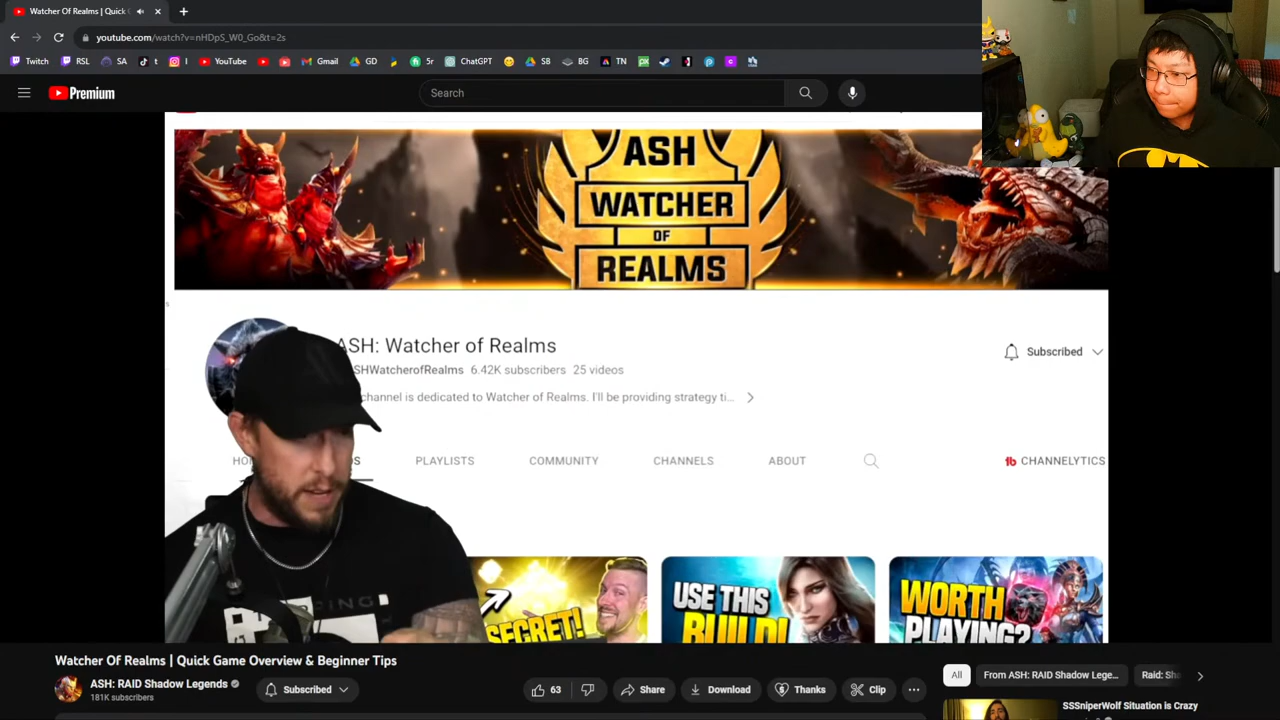 Watcher Of Realms | Quick G
youtube.com/watch?v=nHDpS_W0_Go&t=2s
Twitch RSL SA t I YouTube Gmail GD 5r ChatGPT SB BG TN
Premium
Search
ASH
WATCHER
OF
REALMS
ASH: Watcher of Realms
Subscribed
SHWatcherofRealms 6.42K subscribers 25 videos
channel is dedicated to Watcher of Realms. I'll be providing strategy ti...
PLAYLISTS COMMUNITY CHANNELS ABOUT CHANNELYTICS
SECRET!
USE THIS
BUILD!
WORTH
PLAYING?
Watcher Of Realms | Quick Game Overview & Beginner Tips
ASH: RAID Shadow Legends
181K subscribers
Subscribed
63 Share Download Thanks Clip ...
All From ASH: RAID Shadow Lege... Raid: Sha
SSSniperWolf Situation is Crazy